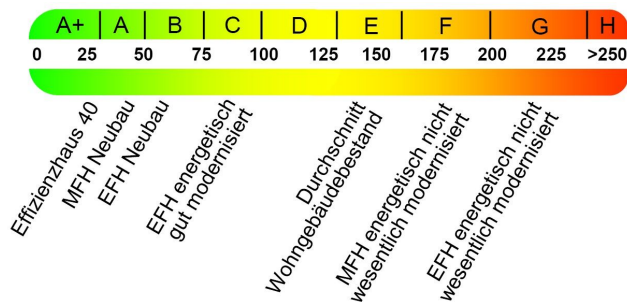 A+ A B C D E F G H
0 25 50 75 100 125 150 175 200 225 >250
Effizienzhaus 40
MFH Neubau
EFH Neubau
EFH energetisch
gut modernisiert
Durchschnitt
Wohngebäudebestand
MFH energetisch nicht
wesentlich modernisiert
EFH energetisch nicht
wesentlich modernisiert